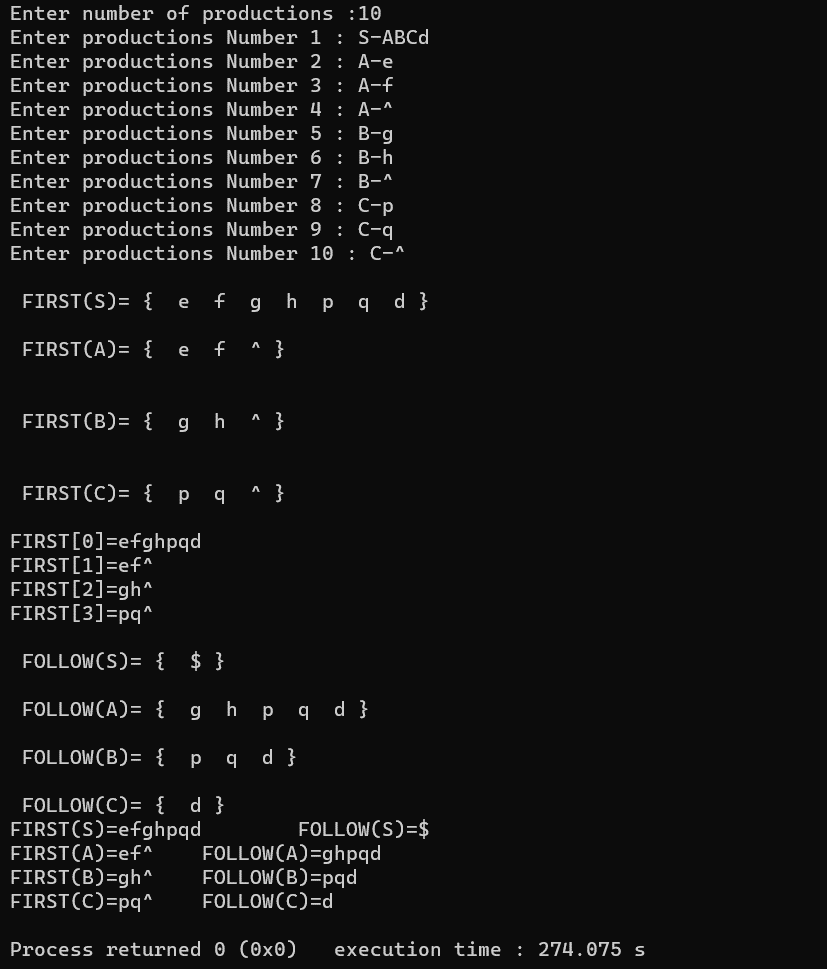 Enter number of productions :10
Enter productions Number 1 : S-ABCd
Enter productions Number 2 : A-e
Enter productions Number 3 : A-f
Enter productions Number 4 : A-^
Enter productions Number 5 : B-g
Enter productions Number 6 : B-h
Enter productions Number 7 : B-^
Enter productions Number 8 : C-p
Enter productions Number 9 : C-q
Enter productions Number 10 : C-^
FIRST(S)= {  e  f  g  h  p  q  d }
FIRST(A)= {  e  f  ^ }
FIRST(B)= {  g  h  ^ }
FIRST(C)= {  p  q  ^ }
FIRST[0]=efghpqd
FIRST[1]=ef^
FIRST[2]=gh^
FIRST[3]=pq^
FOLLOW(S)= {  $ }
FOLLOW(A)= {  g  h  p  q  d }
FOLLOW(B)= {  p  q  d }
FOLLOW(C)= {  d }
FIRST(S)=efghpqd        FOLLOW(S)=$
FIRST(A)=ef^    FOLLOW(A)=ghpqd
FIRST(B)=gh^    FOLLOW(B)=pqd
FIRST(C)=pq^    FOLLOW(C)=d
Process returned 0 (0x0)   execution time : 274.075 s